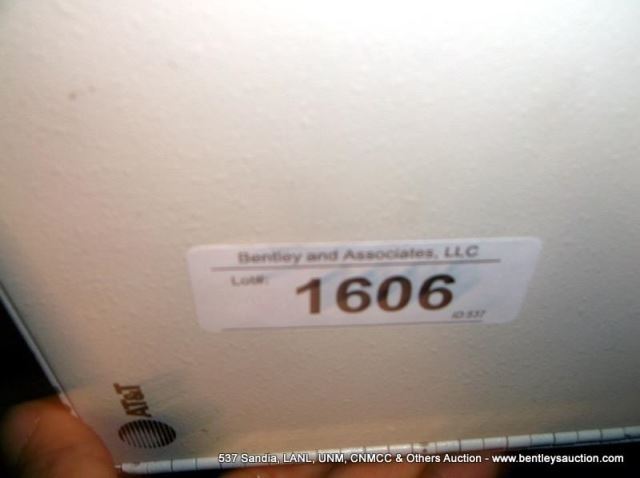 Bentley and Associates, LLC
Lot#:
1606
ID 537
AT&T
537 Sandia, LANL, UNM, CNMCC & Others Auction - www.bentleysauction.com